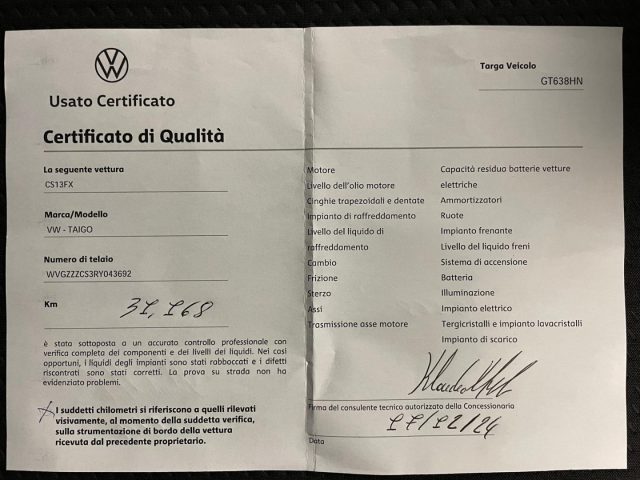 Usato Certificato
Targa Veicolo
GT638HN
Certificato di Qualità
La seguente vettura
CS13FX
Marca/Modello
VW - TAIGO
Numero di telaio
WVGZZZCS3RY043692
Km
31,168
è stata sottoposta a un accurato controllo professionale con
verifica completa dei componenti e dei livelli dei liquidi. Nei casi
opportuni, i liquidi degli impianti sono stati rabboccati e i difetti
riscontrati sono stati corretti. La prova su strada non ha
evidenziato problemi.
I suddetti chilometri si riferiscono a quelli rilevati
visivamente, al momento della suddetta verifica,
sulla strumentazione di bordo della vettura
ricevuta dal precedente proprietario.
Motore
Livello dell'olio motore
Cinghie trapezoidali e dentate
Impianto di raffreddamento
Livello del liquido di
raffreddamento
Cambio
Frizione
Sterzo
Assi
Trasmissione asse motore
Capacità residua batterie vetture
elettriche
Ammortizzatori
Ruote
Impianto frenante
Livello del liquido freni
Sistema di accensione
Batteria
Illuminazione
Impianto elettrico
Tergicristalli e impianto lavacristalli
Impianto di scarico
Firma del consulente tecnico autorizzato della Concessionario
17/12/24
Data